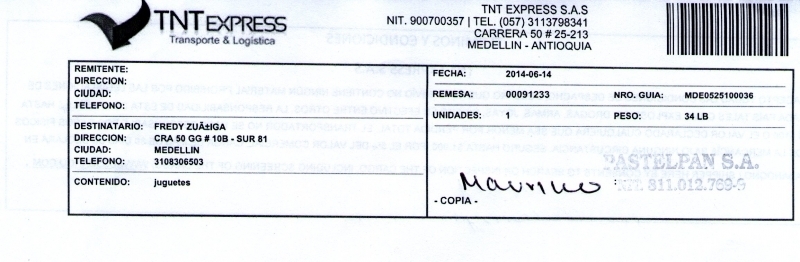 TNT EXPRESS
Transporte & Logística
TNT EXPRESS S.A.S
NIT. 900700357 | TEL. (057) 3113798341
CARRERA 50 # 25-213
MEDELLIN - ANTIOQUIA
REMITENTE:
DIRECCION:
CIUDAD:
TELEFONO:
DESTINATARIO: FREDY ZUÃ±IGA
DIRECCION: CRA 50 GG # 10B - SUR 81
CIUDAD: MEDELLIN
TELEFONO: 3108306503
CONTENIDO: juguetes
FECHA: 2014-06-14
REMESA: 00091233 NRO. GUIA: MDE0525100036
UNIDADES: 1 PESO: 34 LB
PASTELPAN S.A.
NIT. 811.012.769-9
- COPIA -